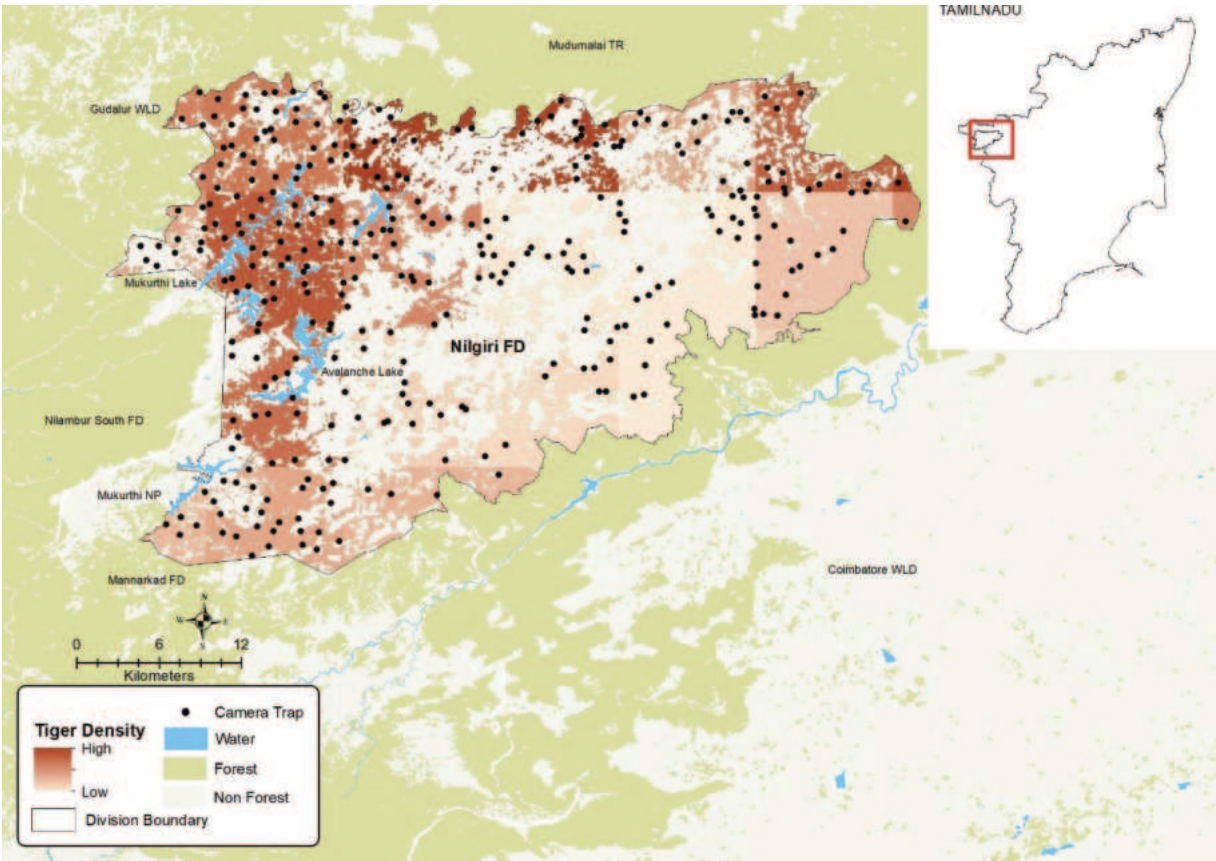 TAMILNADU
Mudumalai TR
Gudalur WLD
Mukurthi Lake
Nilgiri FD
Avalanche Lake
Nilambur South FD
Mukurthi NP
Coimbatore WLD
Mannarkad FD
N
W E
S
0 6 12
Kilometers
Camera Trap
Tiger Density
High
Low
Water
Forest
Non Forest
Division Boundary